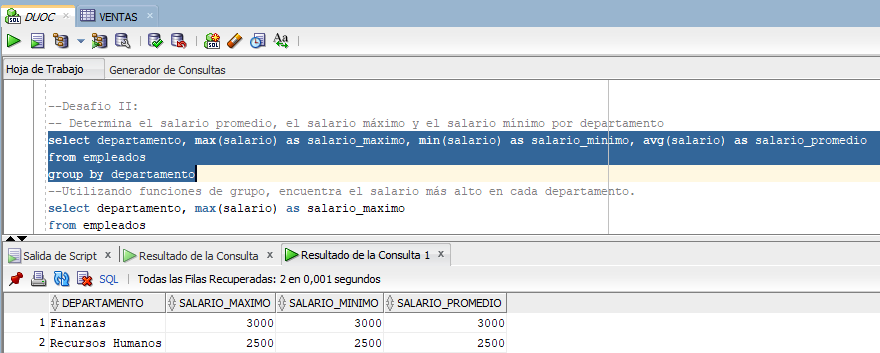 DUOC VENTAS
SQL Aa
Hoja de Trabajo Generador de Consultas
--Desafio II:
-- Determina el salario promedio, el salario máximo y el salario mínimo por departamento
select departamento, max(salario) as salario_maximo, min(salario) as salario_minimo, avg(salario) as salario_promedio
from empleados
group by departamento
--Utilizando funciones de grupo, encuentra el salario más alto en cada departamento.
select departamento, max(salario) as salario_maximo
from empleados
Salida de Script x Resultado de la Consulta x Resultado de la Consulta 1 x
SQL | Todas las Filas Recuperadas: 2 en 0,001 segundos
DEPARTAMENTO SALARIO_MAXIMO SALARIO_MINIMO SALARIO_PROMEDIO
1 Finanzas 3000 3000 3000
2 Recursos Humanos 2500 2500 2500